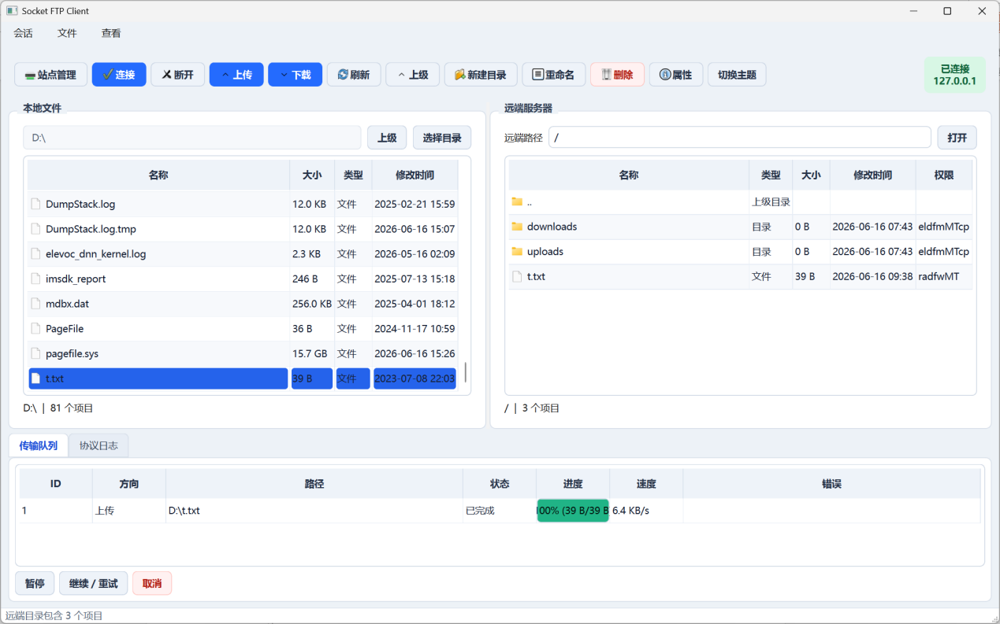 Socket FTP Client
会话 文件 查看
站点管理 连接 断开 上传 下载 刷新 上级 新建目录 重命名 删除 属性 切换主题
已连接
127.0.0.1
本地文件
D:\ 上级 选择目录
名称 大小 类型 修改时间
DumpStack.log 12.0 KB 文件 2025-02-21 15:59
DumpStack.log.tmp 12.0 KB 文件 2026-06-16 15:07
elevoc_dnn_kernel.log 2.3 KB 文件 2026-05-16 02:09
imsdk_report 246 B 文件 2025-07-13 15:18
mdbx.dat 256.0 KB 文件 2025-04-01 18:12
PageFile 36 B 文件 2024-11-17 10:59
pagefile.sys 15.7 GB 文件 2026-06-16 15:26
t.txt 39 B 文件 2023-07-08 22:03
D:\ | 81 个项目
远端服务器
远端路径 / 打开
名称 类型 大小 修改时间 权限
.. 上级目录
downloads 目录 0 B 2026-06-16 07:43 eldfmMTcp
uploads 目录 0 B 2026-06-16 07:43 eldfmMTcp
t.txt 文件 39 B 2026-06-16 09:38 radfwMT
/ | 3 个项目
传输队列 协议日志
ID 方向 路径 状态 进度 速度 错误
1 上传 D:\t.txt 已完成 100% (39 B/39 B 6.4 KB/s
暂停 继续 / 重试 取消
远端目录包含 3 个项目